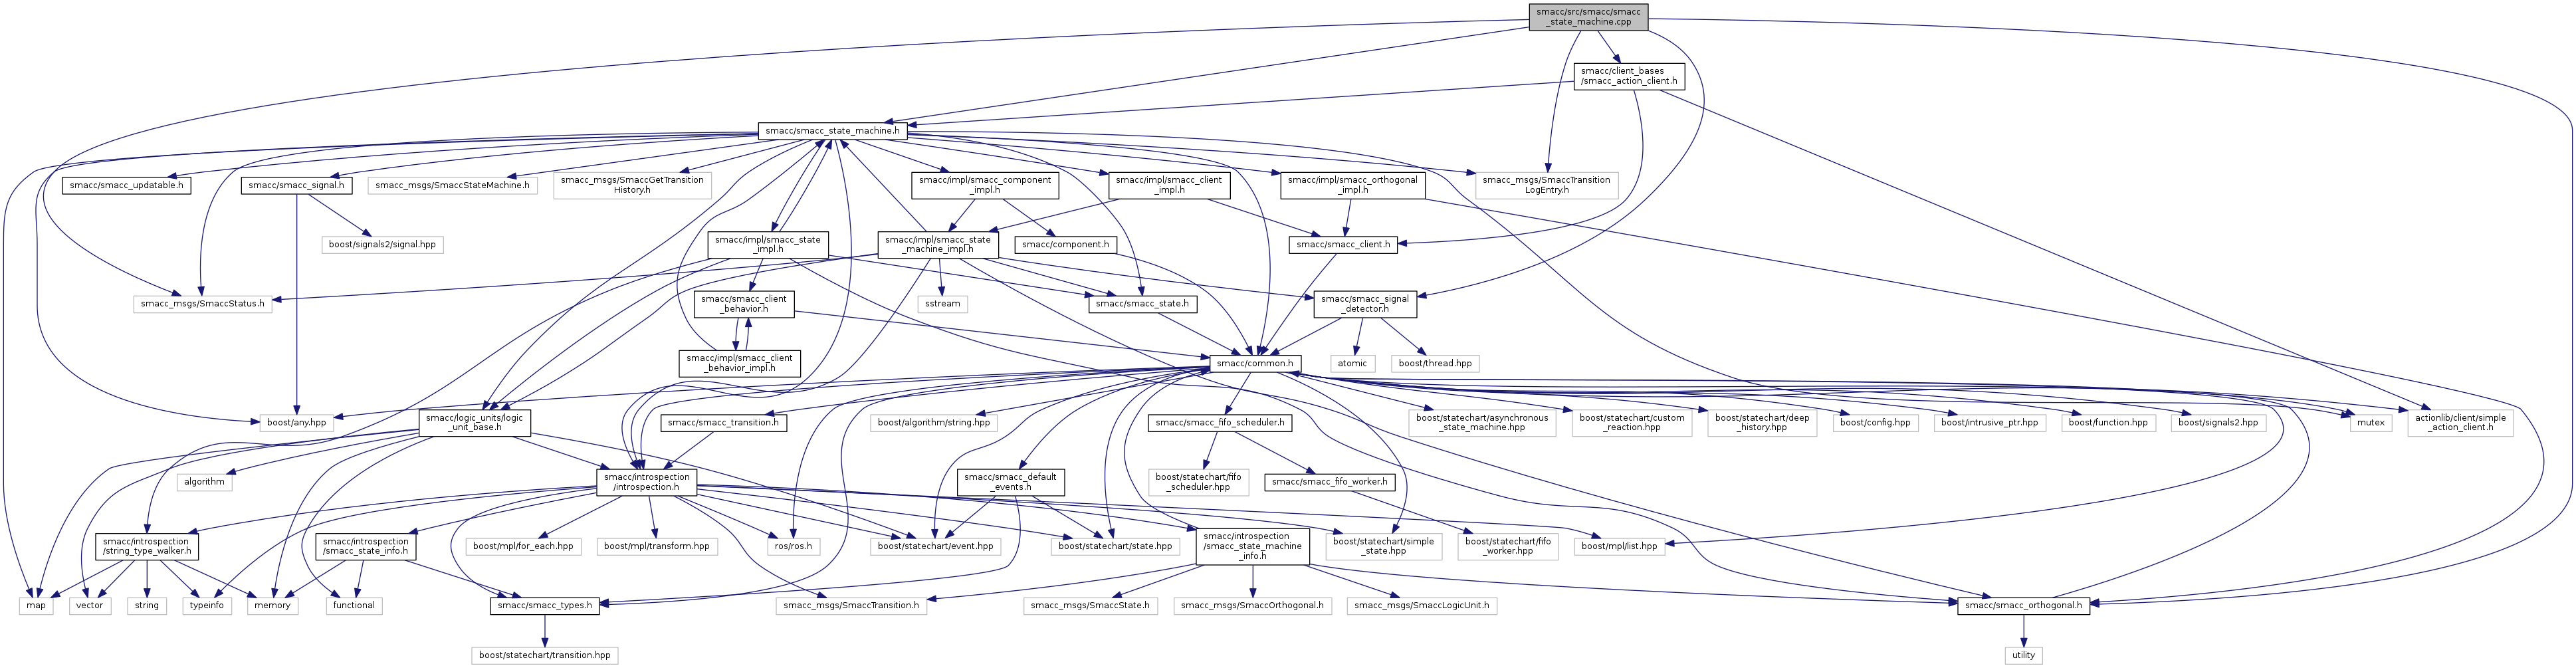 smacc/src/smacc/smacc
_state_machine.cpp
smacc/client_bases
/smacc_action_client.h
smacc/smacc_state_machine.h
smacc/smacc_updatable.h
smacc/smacc_signal.h
smacc_msgs/SmaccStateMachine.h
smacc_msgs/SmaccGetTransition
History.h
smacc/impl/smacc_component
_impl.h
smacc/impl/smacc_client
_impl.h
smacc/impl/smacc_orthogonal
_impl.h
smacc_msgs/SmaccTransition
LogEntry.h
boost/signals2/signal.hpp
smacc/impl/smacc_state
_impl.h
smacc/impl/smacc_state
_machine_impl.h
smacc/component.h
smacc/smacc_client.h
smacc_msgs/SmaccStatus.h
smacc/smacc_client
_behavior.h
sstream
smacc/smacc_state.h
smacc/smacc_signal
_detector.h
smacc/impl/smacc_client
_behavior_impl.h
smacc/common.h
atomic
boost/thread.hpp
boost/any.hpp
smacc/logic_units/logic
_unit_base.h
smacc/smacc_transition.h
boost/algorithm/string.hpp
smacc/smacc_fifo_scheduler.h
boost/statechart/asynchronous
_state_machine.hpp
boost/statechart/custom
_reaction.hpp
boost/statechart/deep
_history.hpp
boost/config.hpp
boost/intrusive_ptr.hpp
boost/function.hpp
boost/signals2.hpp
mutex
actionlib/client/simple
_action_client.h
algorithm
smacc/introspection
/introspection.h
smacc/smacc_default
_events.h
boost/statechart/fifo
_scheduler.hpp
smacc/smacc_fifo_worker.h
smacc/introspection
/string_type_walker.h
smacc/introspection
/smacc_state_info.h
boost/mpl/for_each.hpp
boost/mpl/transform.hpp
ros/ros.h
boost/statechart/event.hpp
boost/statechart/state.hpp
smacc/introspection
/smacc_state_machine
_info.h
boost/statechart/simple
_state.hpp
boost/statechart/fifo
_worker.hpp
boost/mpl/list.hpp
map
vector
string
typeinfo
memory
functional
smacc/smacc_types.h
smacc_msgs/SmaccTransition.h
smacc_msgs/SmaccState.h
smacc_msgs/SmaccOrthogonal.h
smacc_msgs/SmaccLogicUnit.h
smacc/smacc_orthogonal.h
boost/statechart/transition.hpp
utility